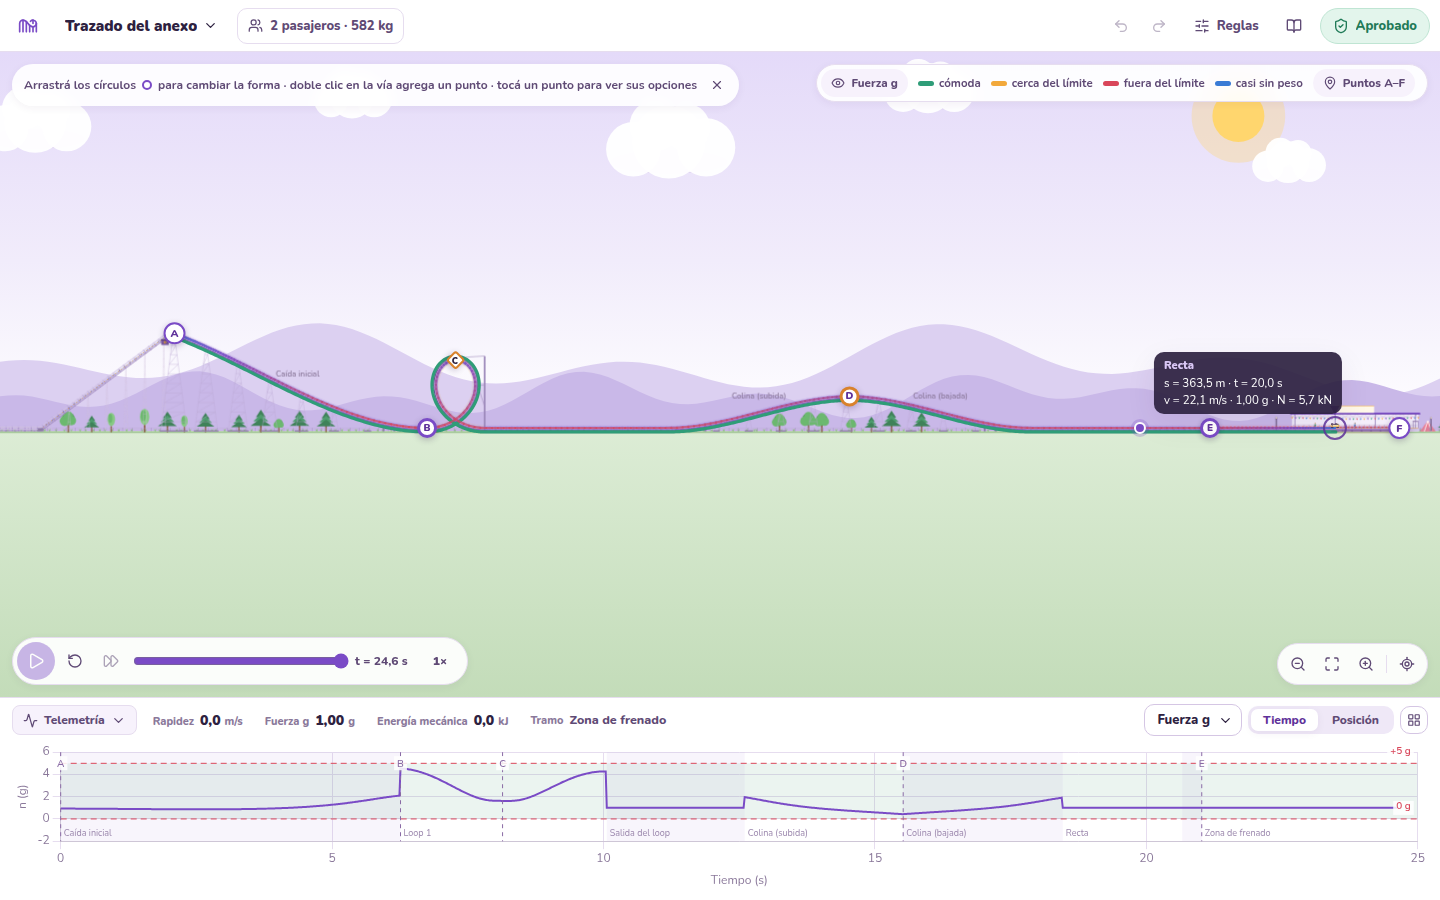 Trazado del anexo
2 pasajeros · 582 kg
Reglas
Aprobado
Arrastrá los círculos para cambiar la forma · doble clic en la vía agrega un punto · tocá un punto para ver sus opciones
Fuerza g
cómoda
cerca del límite
fuera del límite
casi sin peso
Puntos A–F
A
Caída inicial
C
B
Colina (subida)
D
Colina (bajada)
Recta
s = 363,5 m · t = 20,0 s
v = 22,1 m/s · 1,00 g · N = 5,7 kN
E
F
t = 24,6 s
1×
Telemetría
Rapidez 0,0 m/s
Fuerza g 1,00 g
Energía mecánica 0,0 kJ
Tramo Zona de frenado
Fuerza g
Tiempo
Posición
n (g)
6
4
2
0
-2
A
B
C
D
E
+5 g
0 g
Caída inicial
Loop 1
Salida del loop
Colina (subida)
Colina (bajada)
Recta
Zona de frenado
0
5
10
15
20
25
Tiempo (s)